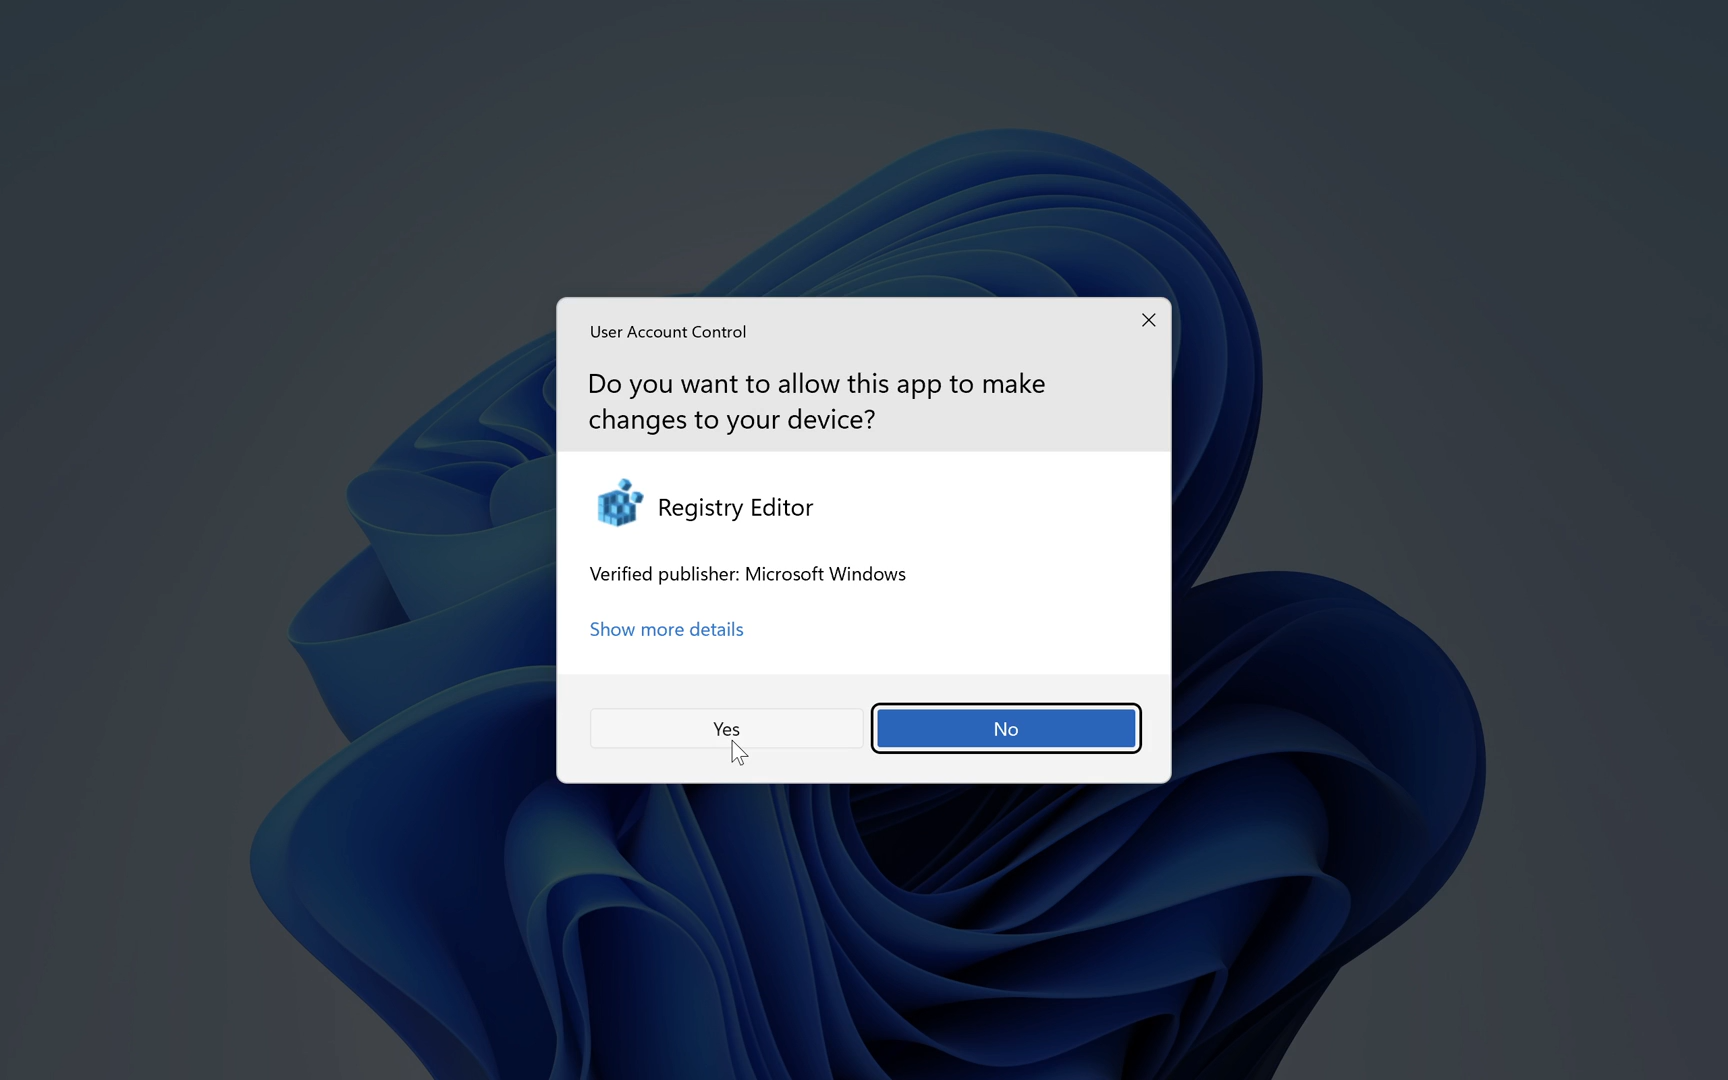 User Account Control
Do you want to allow this app to make
changes to your device?
Registry Editor
Verified publisher: Microsoft Windows
Show more details
Yes
No